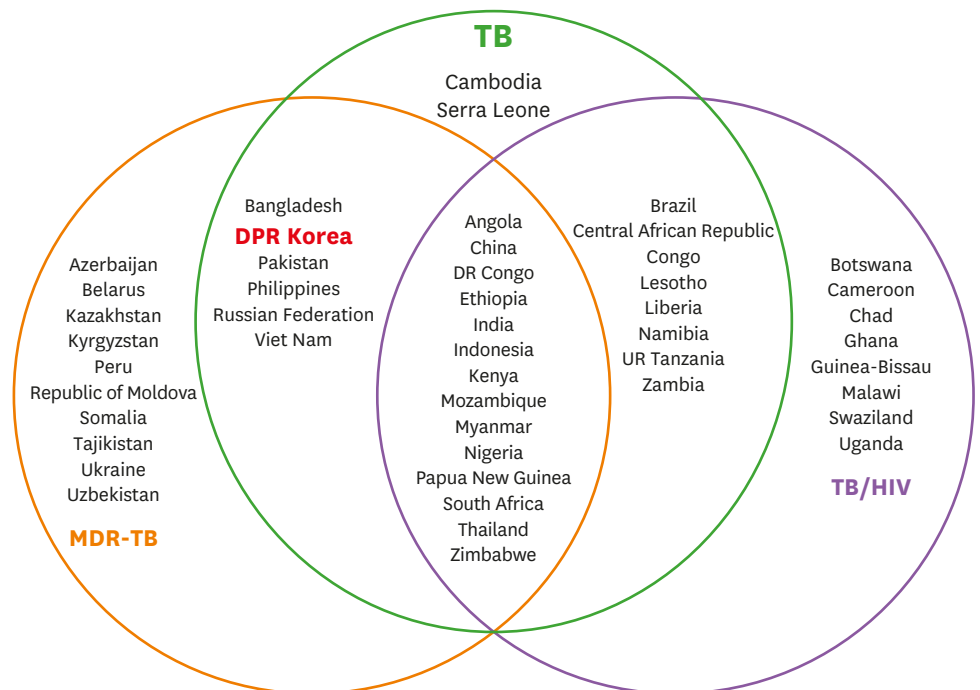 TB
Cambodia
Serra Leone
Bangladesh
DPR Korea
Pakistan
Philippines
Russian Federation
Viet Nam
Azerbaijan
Belarus
Kazakhstan
Kyrgyzstan
Peru
Republic of Moldova
Somalia
Tajikistan
Ukraine
Uzbekistan
MDR-TB
Angola
China
DR Congo
Ethiopia
India
Indonesia
Kenya
Mozambique
Myanmar
Nigeria
Papua New Guinea
South Africa
Thailand
Zimbabwe
Brazil
Central African Republic
Congo
Lesotho
Liberia
Namibia
UR Tanzania
Zambia
Botswana
Cameroon
Chad
Ghana
Guinea-Bissau
Malawi
Swaziland
Uganda
TB/HIV